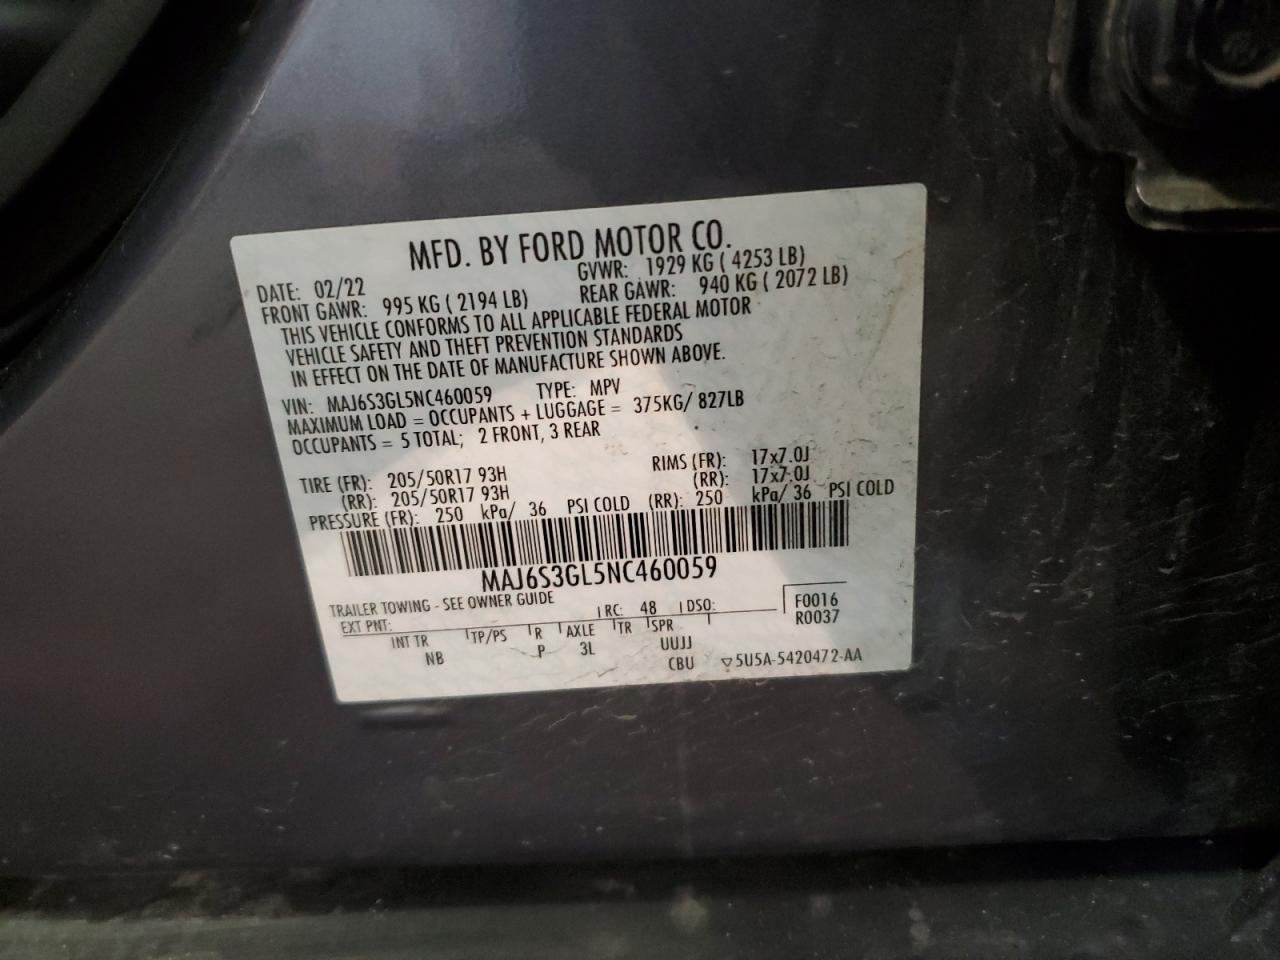 MFD. BY FORD MOTOR CO.
DATE: 02/22 GVWR: 1929 KG ( 4253 LB)
FRONT GAWR: 995 KG ( 2194 LB) REAR GAWR: 940 KG ( 2072 LB)
THIS VEHICLE CONFORMS TO ALL APPLICABLE FEDERAL MOTOR
VEHICLE SAFETY AND THEFT PREVENTION STANDARDS
IN EFFECT ON THE DATE OF MANUFACTURE SHOWN ABOVE.
VIN: MAJ6S3GL5NC460059 TYPE: MPV
MAXIMUM LOAD = OCCUPANTS + LUGGAGE = 375KG/ 827LB
OCCUPANTS = 5 TOTAL; 2 FRONT, 3 REAR
TIRE (FR): 205/50R17 93H RIMS (FR): 17x7.0J
(RR): 205/50R17 93H (RR): 17x7.0J
PRESSURE (FR): 250 kPa/ 36 PSI COLD (RR): 250 kPa/ 36 PSI COLD
MAJ6S3GL5NC460059
TRAILER TOWING - SEE OWNER GUIDE
EXT PNT: RC: 48 DSO: F0016
R0037
INT TR TP/PS R AXLE TR SPR
NB P 3L UUJJ
CBU ▽5U5A-5420472-AA